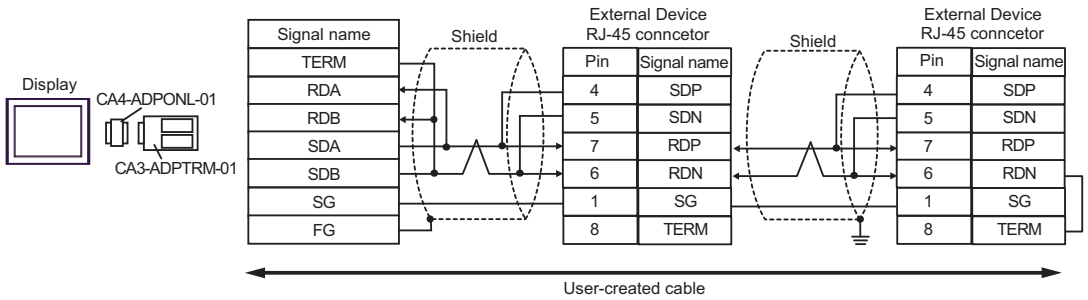 Display
CA4-ADPONL-01
CA3-ADPTRM-01
Signal name
TERM
RDA
RDB
SDA
SDB
SG
FG
Shield
External Device
RJ-45 conncetor
Pin Signal name
4 SDP
5 SDN
7 RDP
6 RDN
1 SG
8 TERM
Shield
External Device
RJ-45 conncetor
Pin Signal name
4 SDP
5 SDN
7 RDP
6 RDN
1 SG
8 TERM
User-created cable